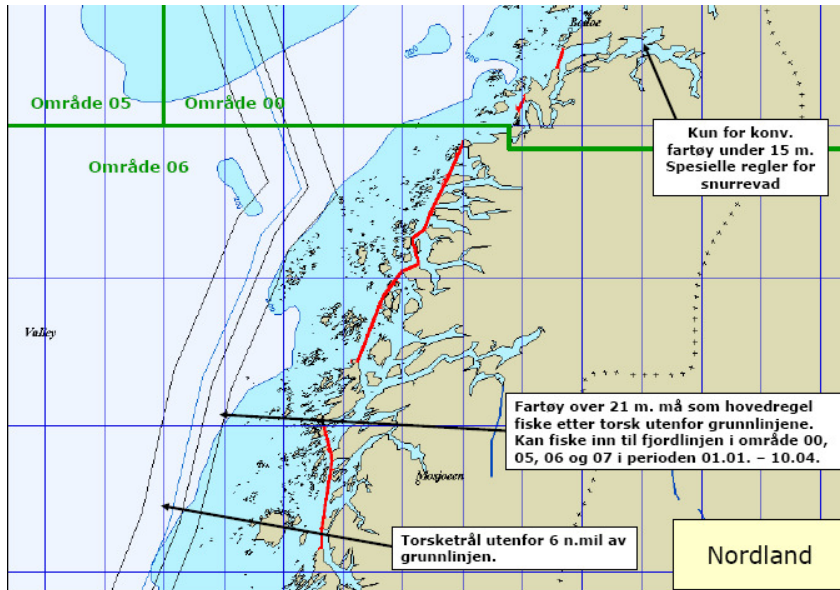 Bodoe
Område 05
Område 00
Område 06
Kun for konv.
fartøy under 15 m.
Spesielle regler for
snurrevad
Valley
Fartøy over 21 m. må som hovedregel
fiske etter torsk utenfor grunnlinjene.
Kan fiske inn til fjordlinjen i område 00,
05, 06 og 07 i perioden 01.01. – 10.04.
Mosjoeen
Torsketrål utenfor 6 n.mil av
grunnlinjen.
Nordland